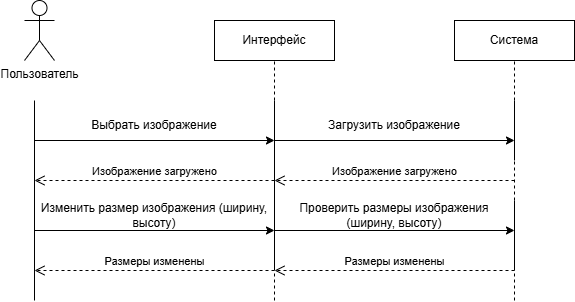 Интерфейс
Система
Пользователь
Выбрать изображение
Загрузить изображение
Изображение загружено
Изображение загружено
Изменить размер изображения (ширину,
высоту)
Проверить размеры изображения
(ширину, высоту)
Размеры изменены
Размеры изменены